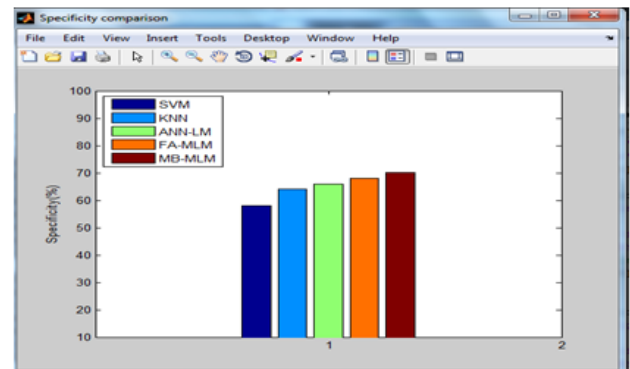 Specificity comparison
File Edit View Insert Tools Desktop Window Help
100
90
80
70
60
50
40
30
20
10
Specificity(%)
SVM
KNN
ANN-LM
FA-MLM
MB-MLM
1
2